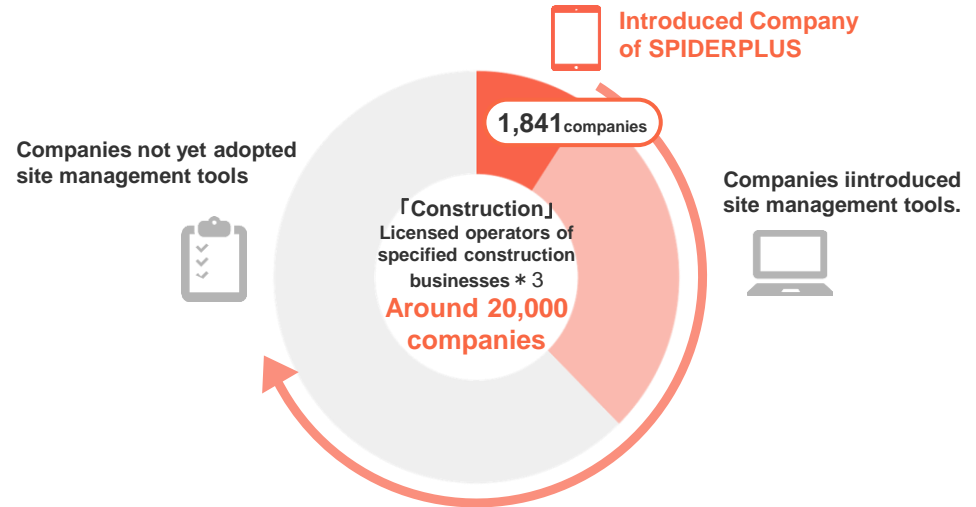 Introduced Company
of SPIDERPLUS
1,841companies
Companies not yet adopted
site management tools
Companies iintroduced
site management tools.
「Construction」
Licensed operators of
specified construction
businesses＊3
Around 20,000
companies